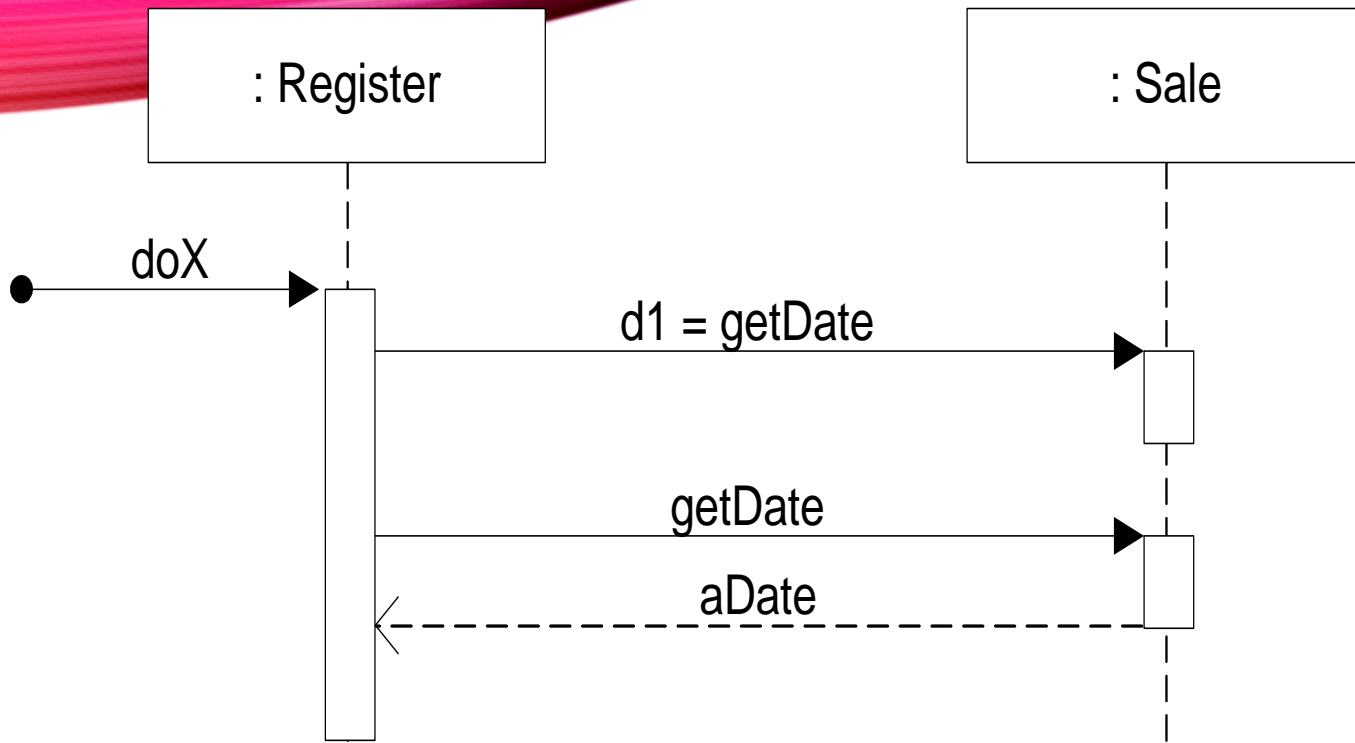 : Register
: Sale
doX
d1 = getDate
getDate
aDate